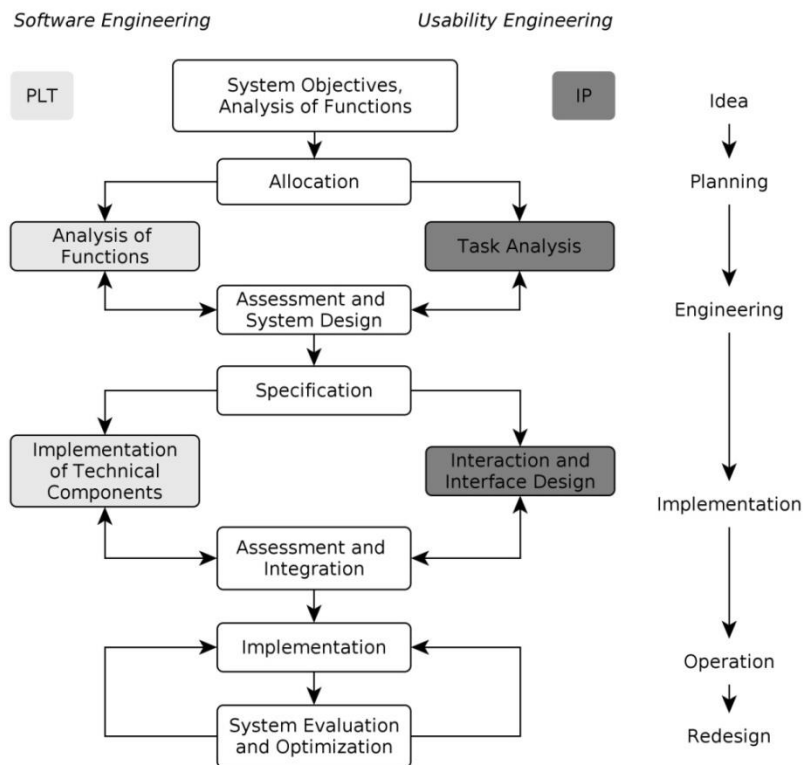 Software Engineering
Usability Engineering
PLT
System Objectives,
Analysis of Functions
IP
Idea
Allocation
Planning
Analysis of
Functions
Task Analysis
Assessment and
System Design
Engineering
Specification
Implementation
of Technical
Components
Interaction and
Interface Design
Implementation
Assessment and
Integration
Implementation
Operation
System Evaluation
and Optimization
Redesign